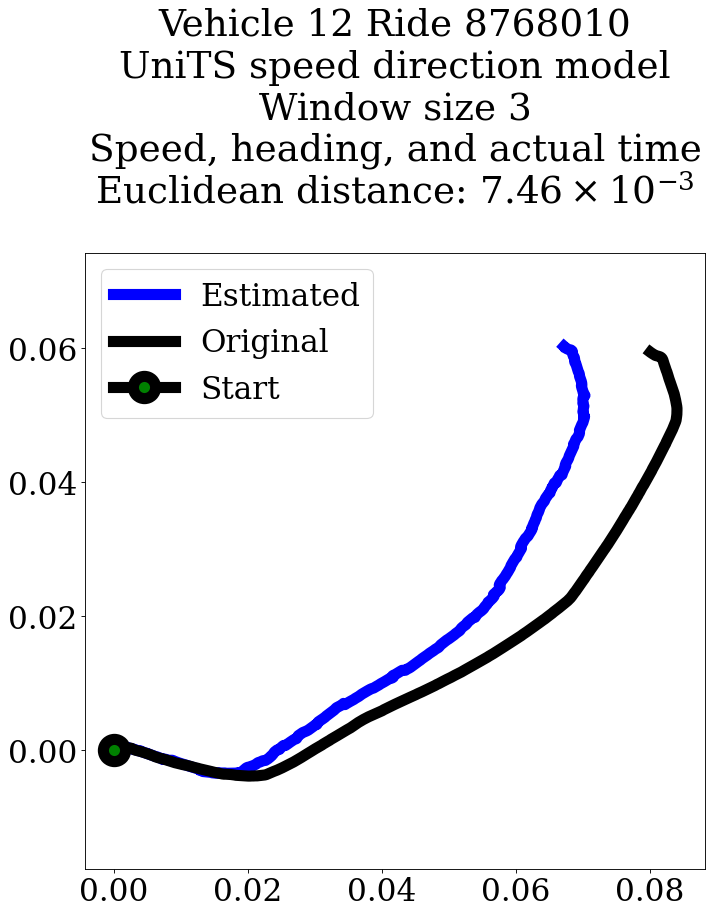 Vehicle 12 Ride 8768010
UniTS speed direction model
Window size 3
Speed, heading, and actual time
Euclidean distance: 7.46 × 10⁻³
Estimated
Original
Start
0.06
0.04
0.02
0.00
0.00 0.02 0.04 0.06 0.08